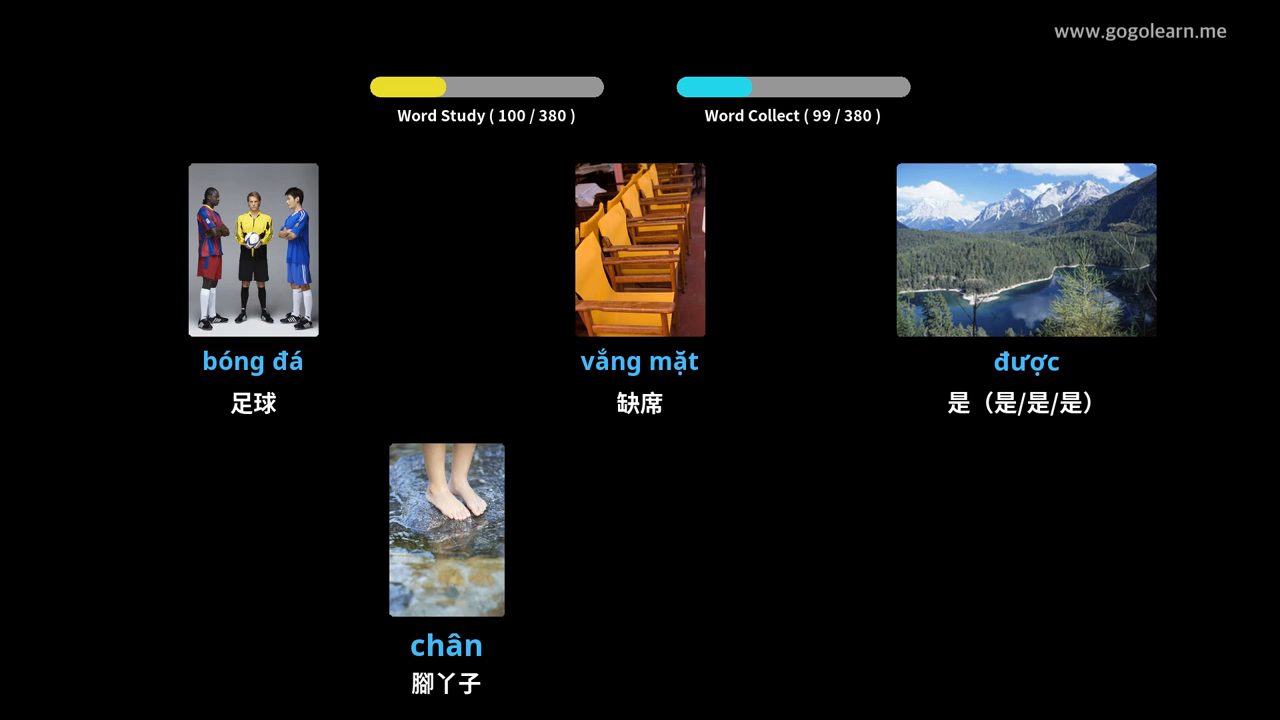 www.gogolearn.me
Word Study ( 100 / 380 )
Word Collect ( 99 / 380 )
bóng đá
vắng mặt
được
足球
缺席
是（是/是/是）
chân
腳丫子